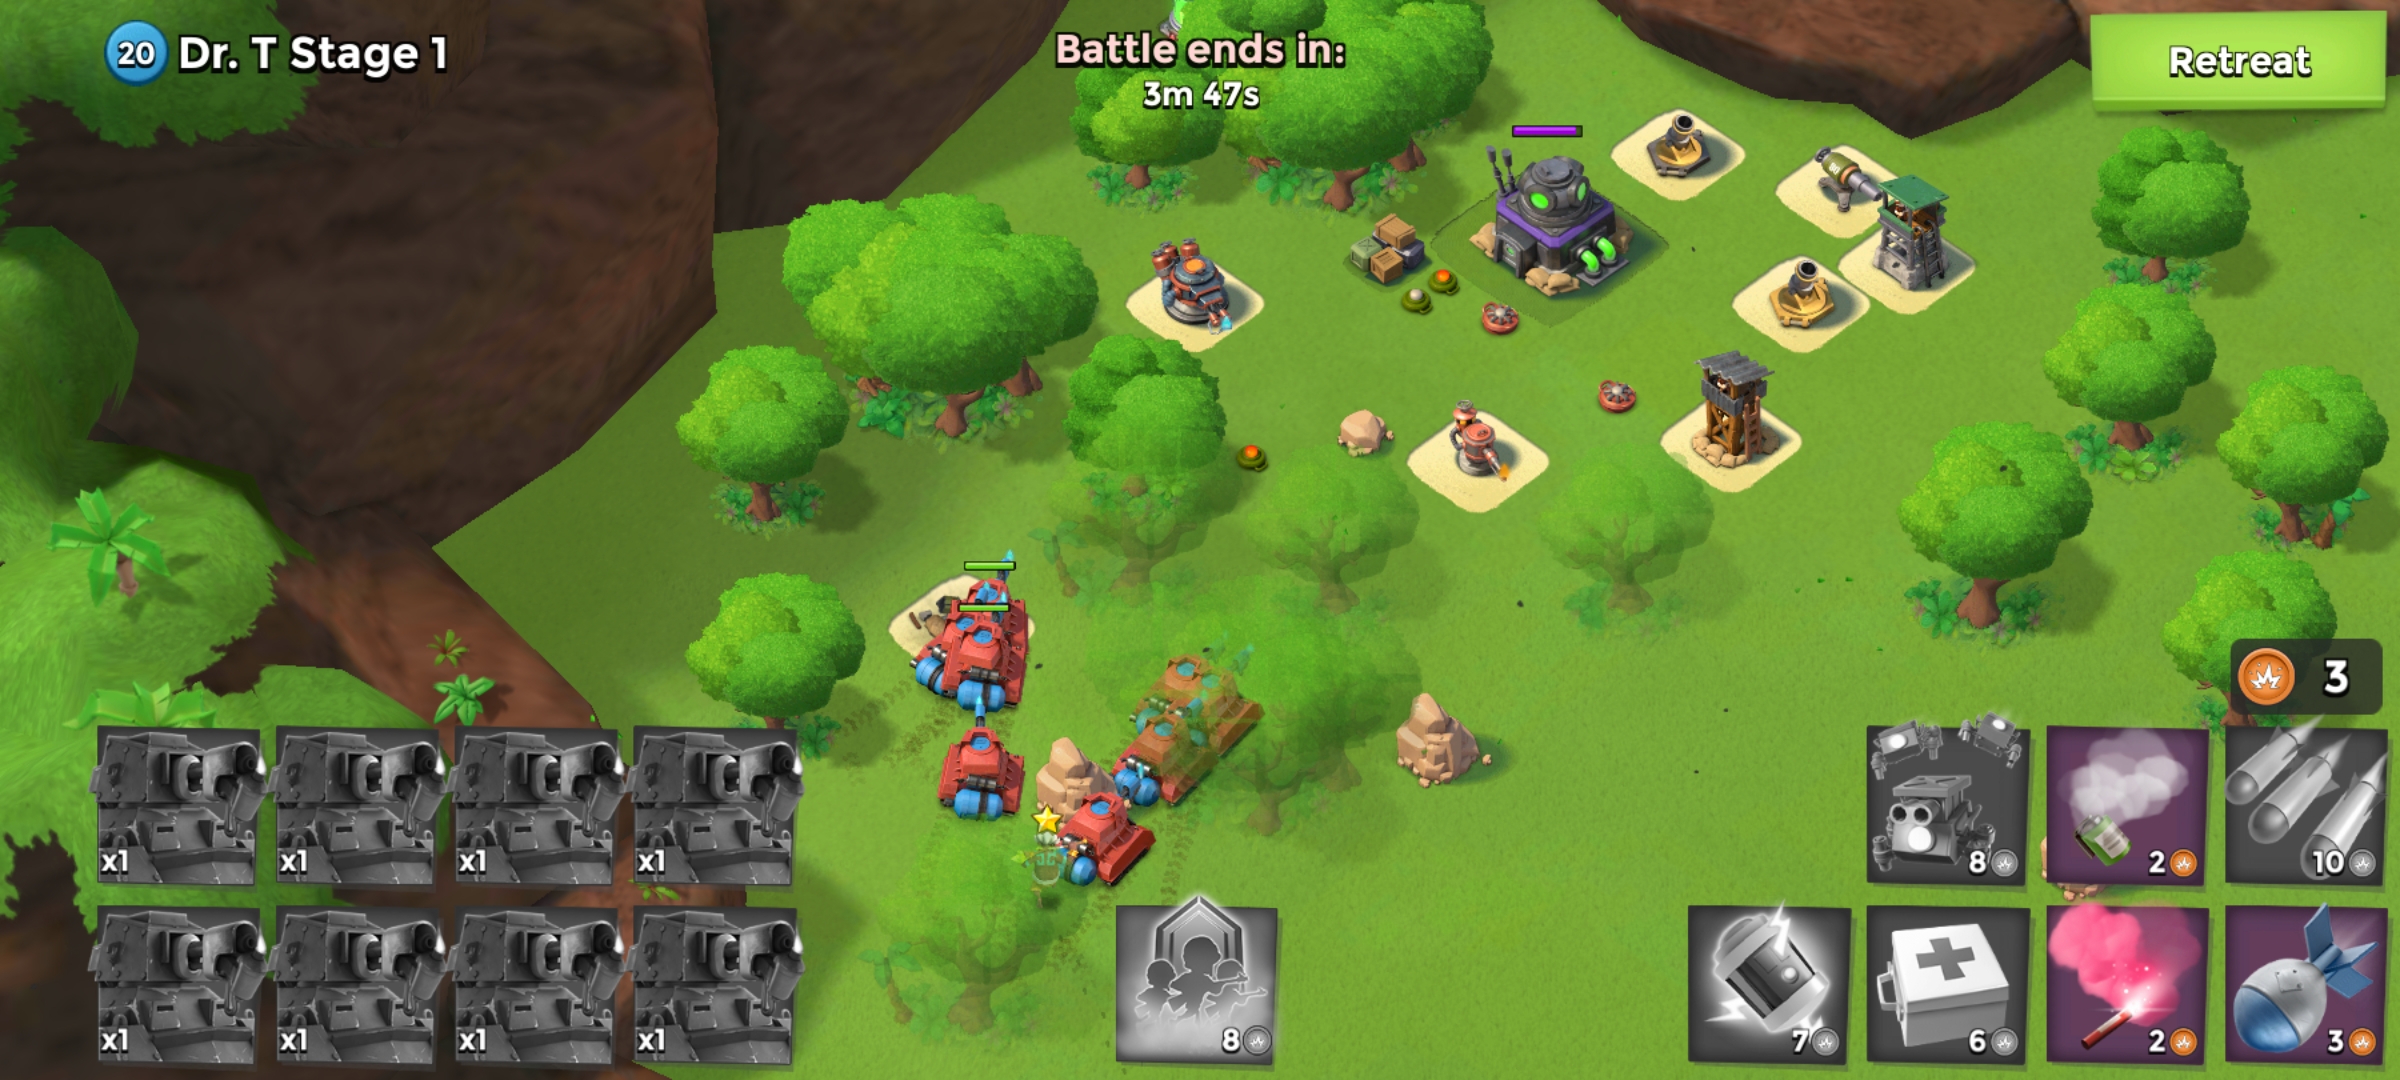 20 Dr. T Stage 1
Battle ends in:
3m 47s
Retreat
3
x1 x1 x1 x1
8 2 10
x1 x1 x1 x1
8 7 6 2 3